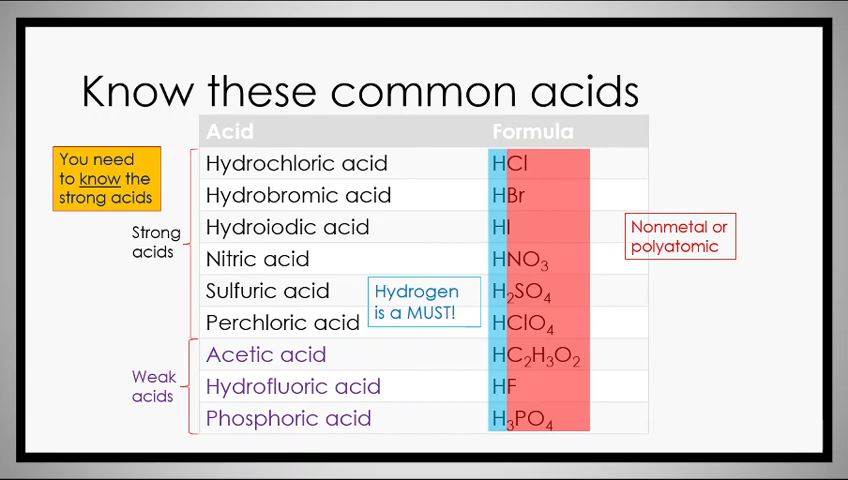 Know these common acids
Acid Formula
You need
to know the
strong acids
Strong
acids
Hydrochloric acid HCl
Hydrobromic acid HBr
Hydroiodic acid HI
Nitric acid HNO₃
Sulfuric acid H₂SO₄
Perchloric acid HClO₄
Hydrogen
is a MUST!
Nonmetal or
polyatomic
Weak
acids
Acetic acid HC₂H₃O₂
Hydrofluoric acid HF
Phosphoric acid H₃PO₄